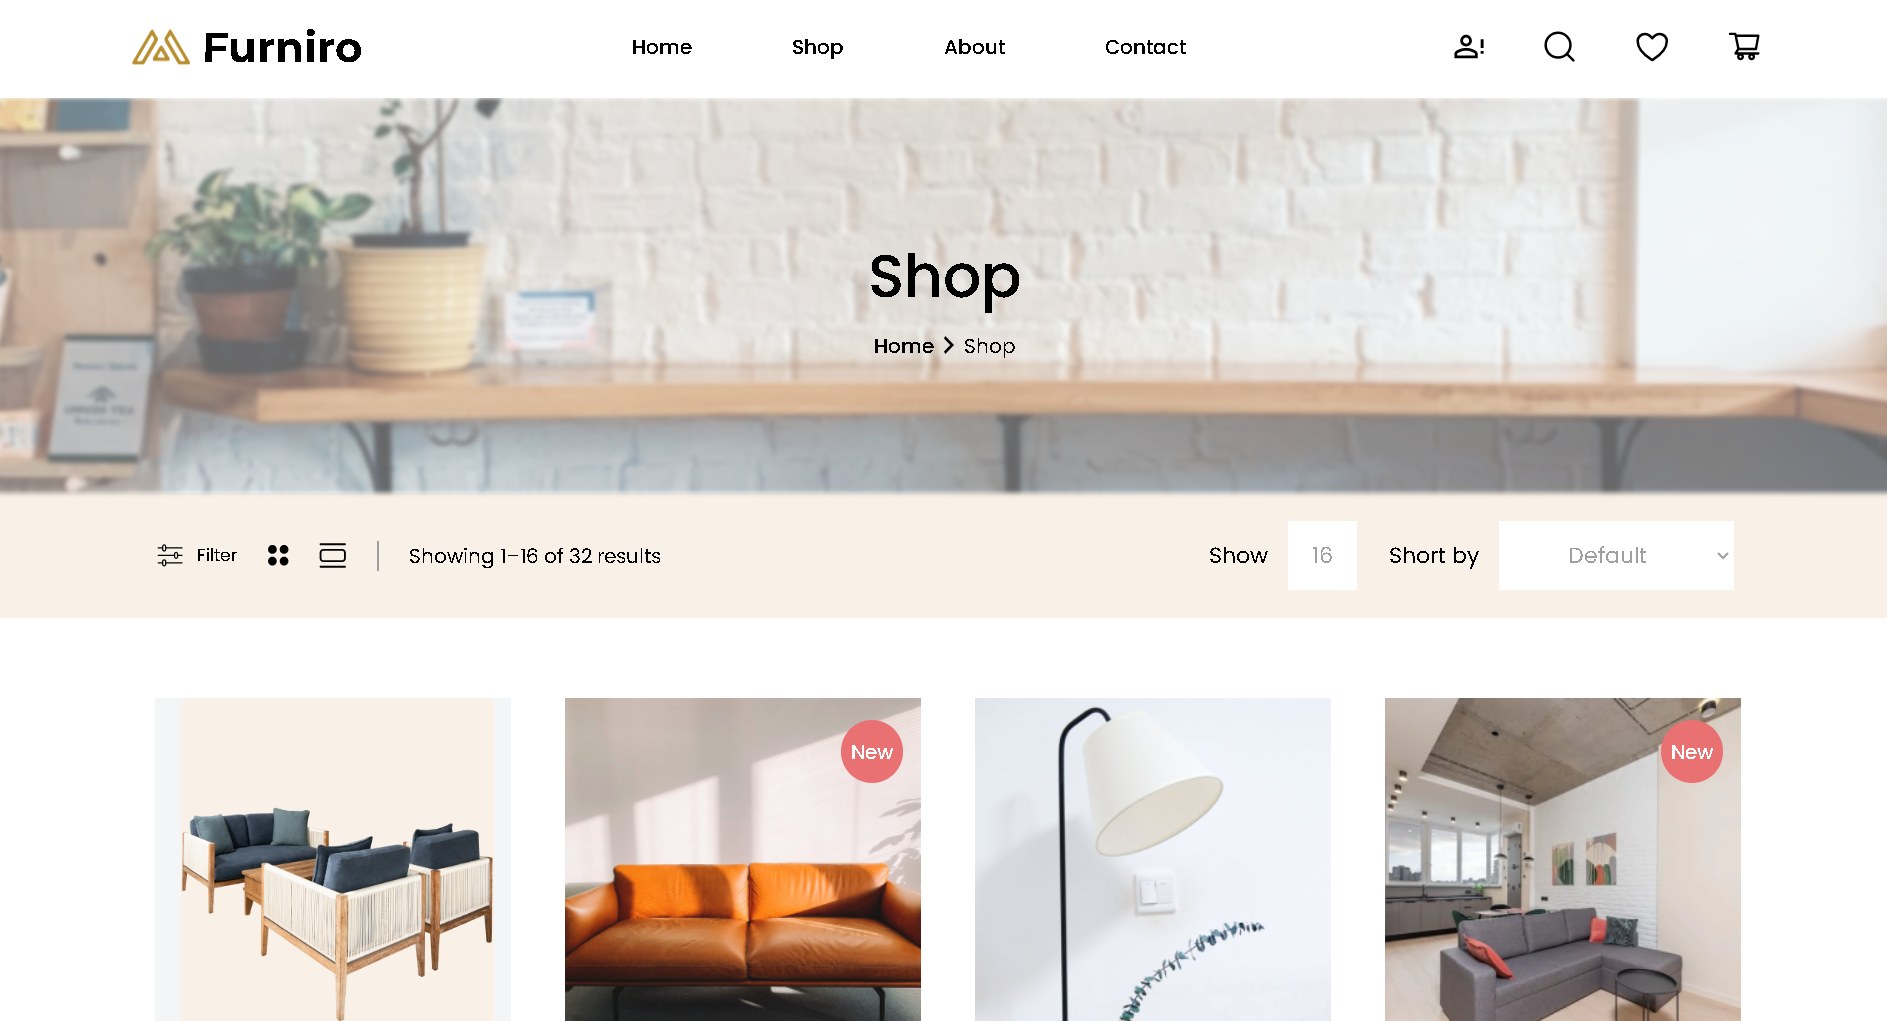 Furniro
Home
Shop
About
Contact
Shop
Home > Shop
Filter
Showing 1–16 of 32 results
Show
16
Short by
Default
New
New